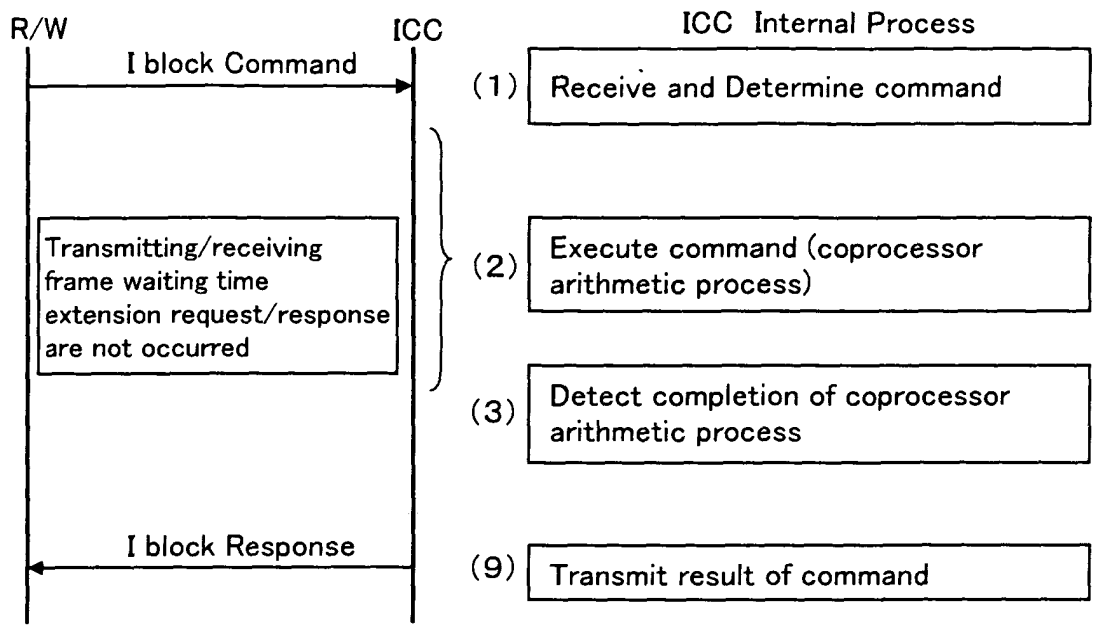 R/W
ICC
ICC Internal Process
I block Command
(1)
Receive and Determine command
Transmitting/receiving
frame waiting time
extension request/response
are not occurred
(2)
Execute command (coprocessor
arithmetic process)
(3)
Detect completion of coprocessor
arithmetic process
I block Response
(9)
Transmit result of command